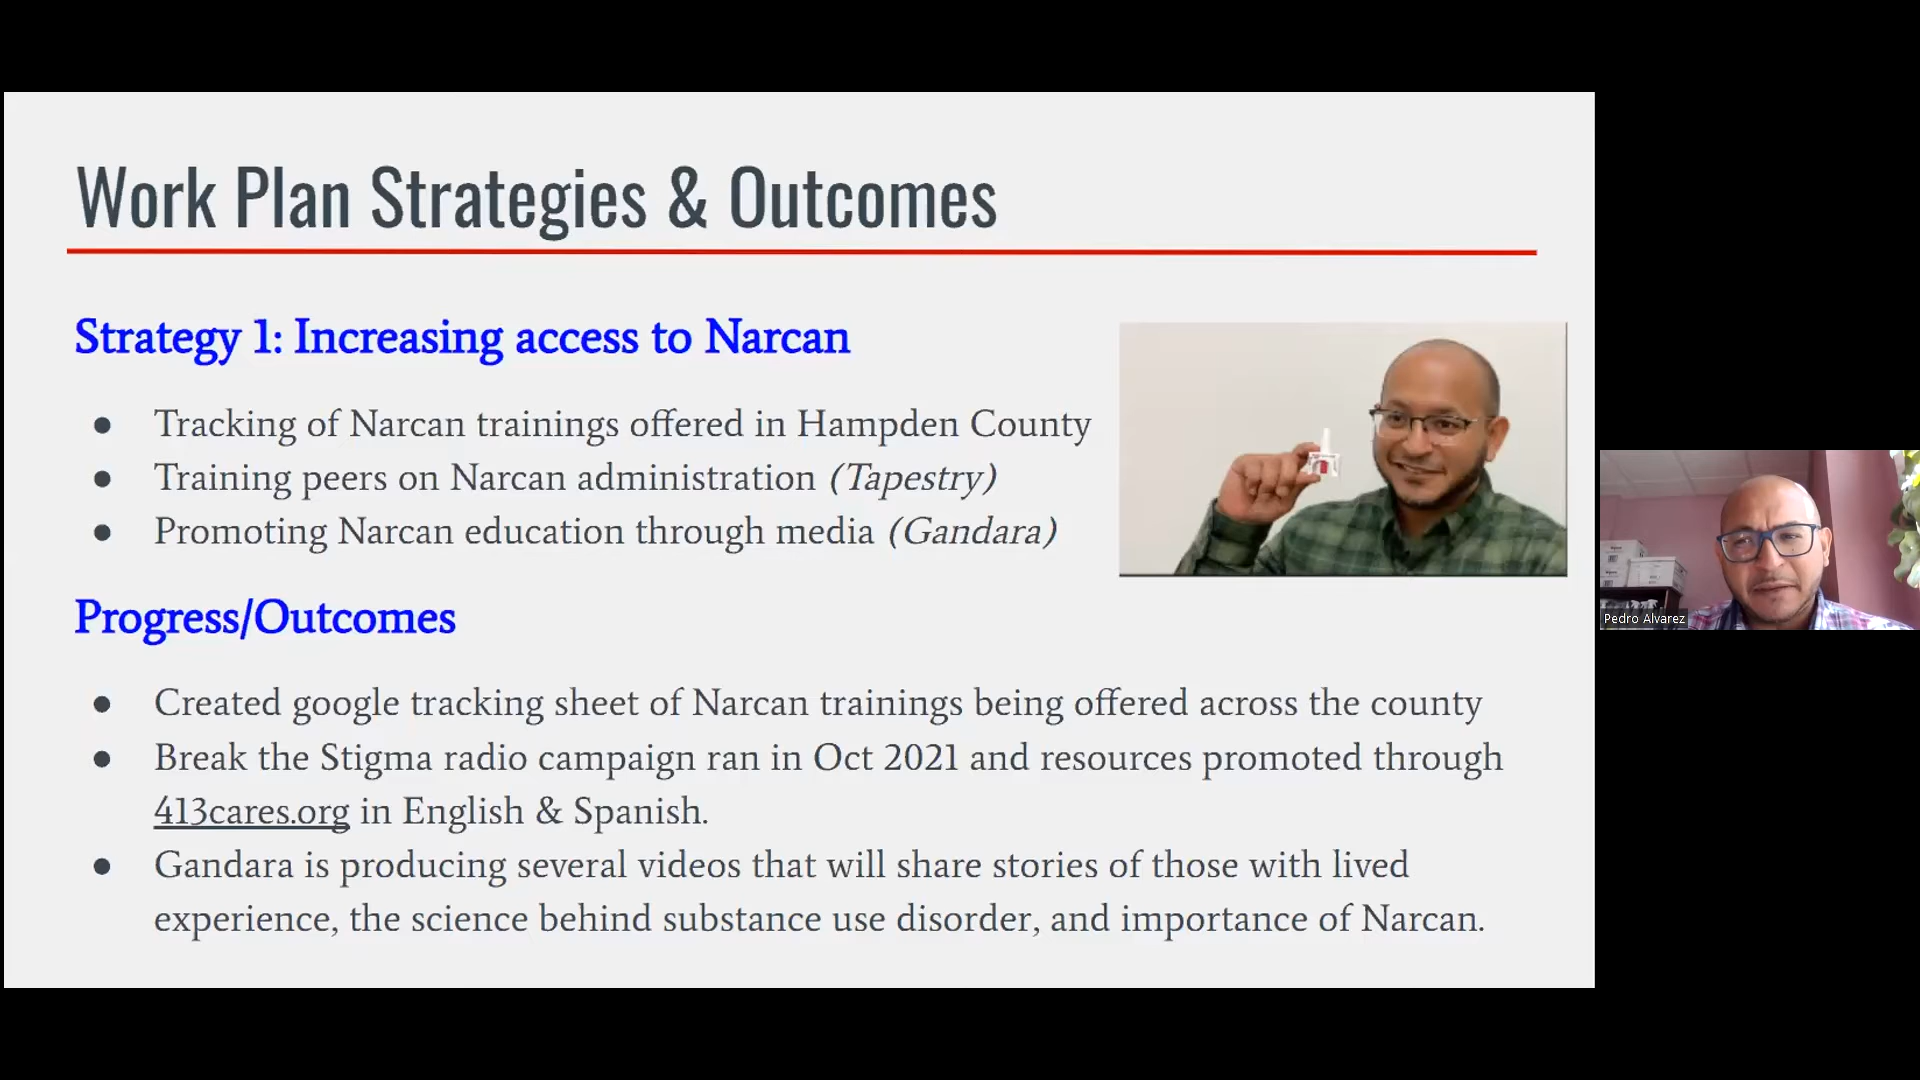 Work Plan Strategies & Outcomes
Strategy 1: Increasing access to Narcan
● Tracking of Narcan trainings offered in Hampden County
● Training peers on Narcan administration (Tapestry)
● Promoting Narcan education through media (Gandara)
Progress/Outcomes
● Created google tracking sheet of Narcan trainings being offered across the county
● Break the Stigma radio campaign ran in Oct 2021 and resources promoted through
413cares.org in English & Spanish.
● Gandara is producing several videos that will share stories of those with lived
experience, the science behind substance use disorder, and importance of Narcan.
Pedro Alvarez